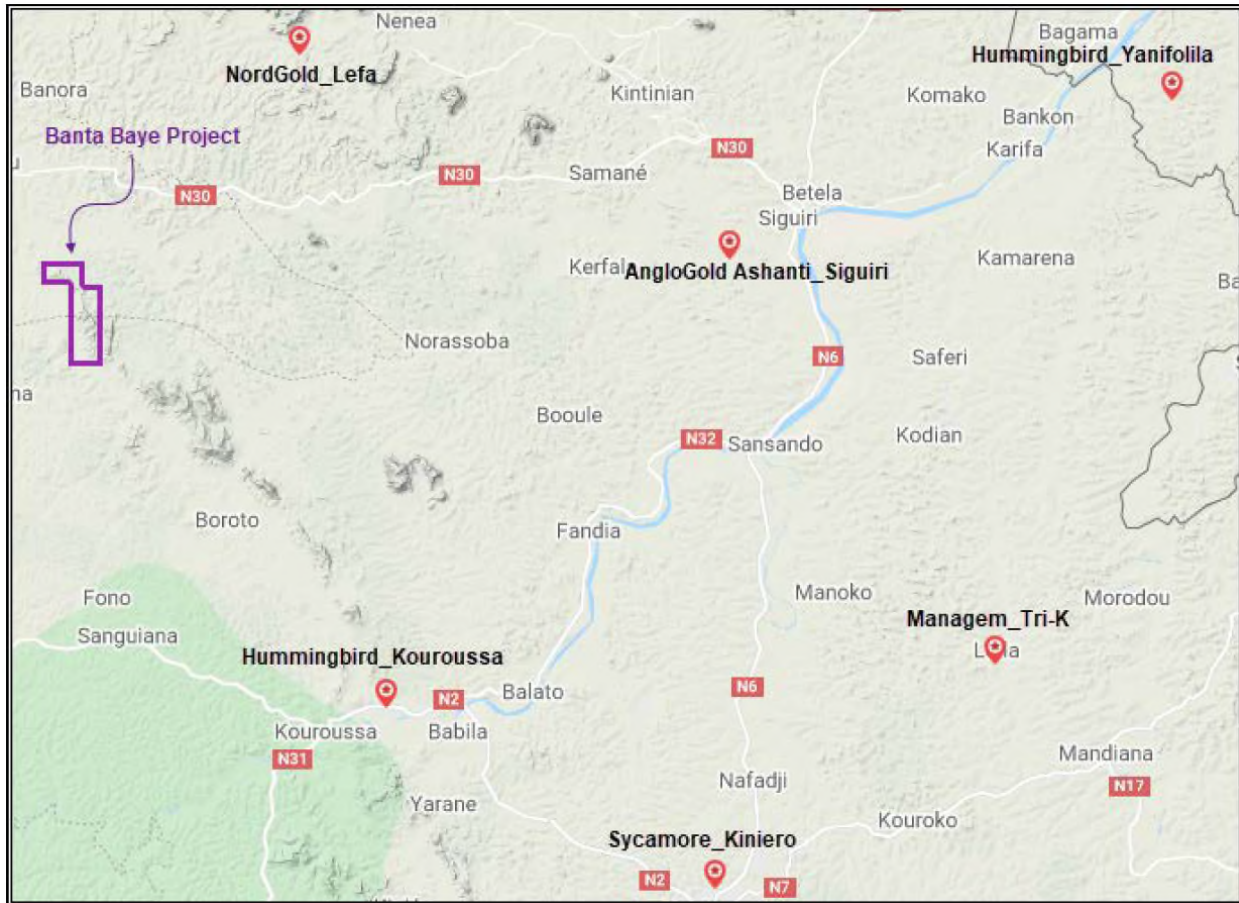 Nenea
Bagama
NordGold_Lefa
Hummingbird_Yanifolila
Banora
Kintinian
Komako
Bankon
Banta Baye Project
N30
Karifa
N30
Samané
N30
Betela
Siguiri
Kamarena
Kerfal
AngloGold Ashanti_Siguiri
Ba
Norassoba
N6
Saferi
na
Booule
N32
Sansando
Kodian
Boroto
Fandia
Fono
Manoko
Morodou
Managem_Tri-K
Sanguiana
Hummingbird_Kouroussa
N2
Balato
N6
Kouroussa
Babila
N31
Mandiana
Nafadji
N17
Yarane
Kouroko
Sycamore_Kiniero
N2
N7